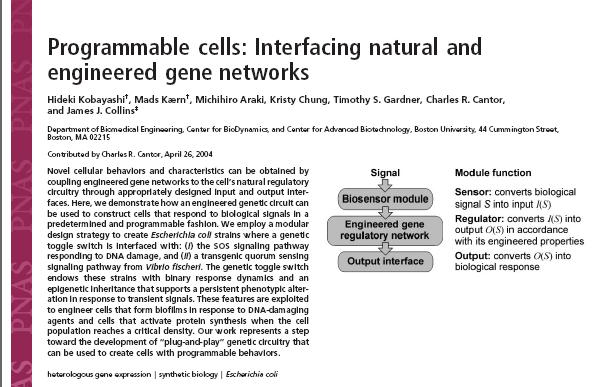 Programmable cells: Interfacing natural and
engineered gene networks
Hideki Kobayashi†, Mads Kærn†, Michihiro Araki, Kristy Chung, Timothy S. Gardner, Charles R. Cantor,
and James J. Collins‡
Department of Biomedical Engineering, Center for BioDynamics, and Center for Advanced Biotechnology, Boston University, 44 Cummington Street,
Boston, MA 02215
Contributed by Charles R. Cantor, April 26, 2004
Novel cellular behaviors and characteristics can be obtained by
coupling engineered gene networks to the cell's natural regulatory
circuitry through appropriately designed input and output inter-
faces. Here, we demonstrate how an engineered genetic circuit can
be used to construct cells that respond to biological signals in a
predetermined and programmable fashion. We employ a modular
design strategy to create Escherichia coli strains where a genetic
toggle switch is interfaced with: (i) the SOS signaling pathway
responding to DNA damage, and (ii) a transgenic quorum sensing
signaling pathway from Vibrio fischeri. The genetic toggle switch
endows these strains with binary response dynamics and an
epigenetic inheritance that supports a persistent phenotypic alter-
ation in response to transient signals. These features are exploited
to engineer cells that form biofilms in response to DNA-damaging
agents and cells that activate protein synthesis when the cell
population reaches a critical density. Our work represents a step
toward the development of "plug-and-play" genetic circuitry that
can be used to create cells with programmable behaviors.
heterologous gene expression | synthetic biology | Escherichia coli
Signal
Biosensor module
Engineered gene
regulatory network
Output interface
Module function
Sensor: converts biological
signal S into input I(S)
Regulator: converts I(S) into
output O(S) in accordance
with its engineered properties
Output: converts O(S) into
biological response
PNAS
PNAS
PNAS
PNAS
PNAS